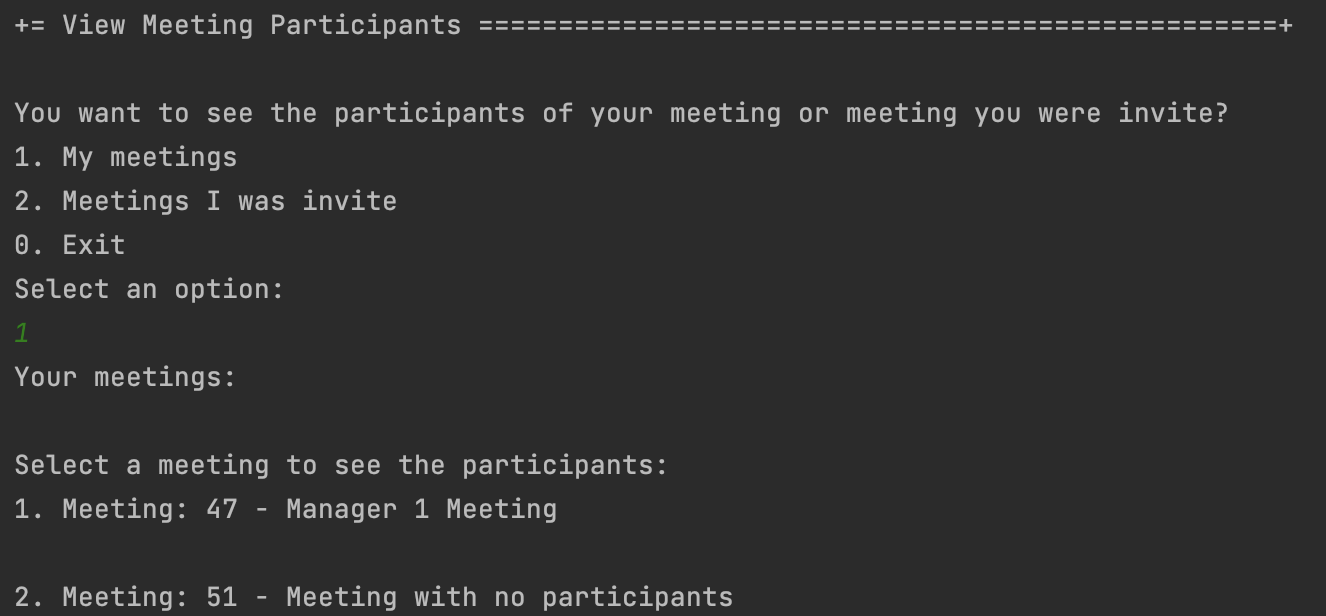 += View Meeting Participants ==================================================+
You want to see the participants of your meeting or meeting you were invite?
1. My meetings
2. Meetings I was invite
0. Exit
Select an option:
1
Your meetings:
Select a meeting to see the participants:
1. Meeting: 47 - Manager 1 Meeting
2. Meeting: 51 - Meeting with no participants